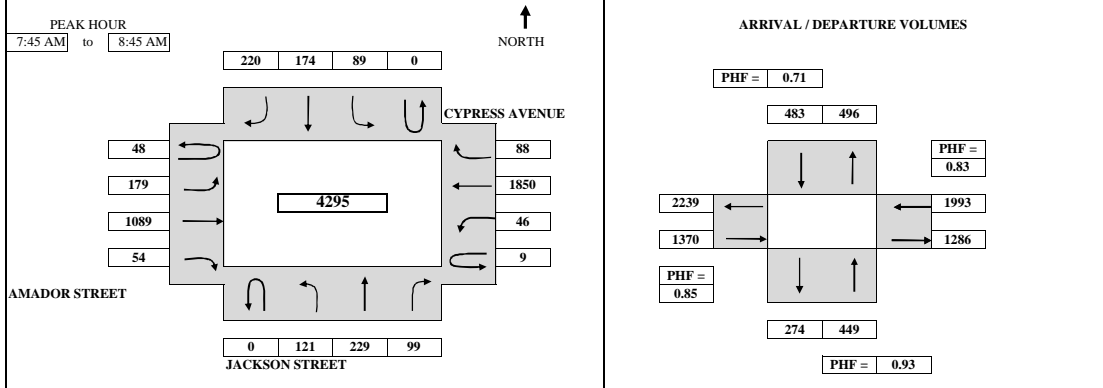 PEAK HOUR
7:45 AM to 8:45 AM
NORTH
220 174 89 0
CYPRESS AVENUE
48 88
179 1850
4295
1089 46
54 9
AMADOR STREET
0 121 229 99
JACKSON STREET
ARRIVAL / DEPARTURE VOLUMES
PHF = 0.71
483 496
PHF =
0.83
2239 1993
1370 1286
PHF =
0.85
274 449
PHF = 0.93